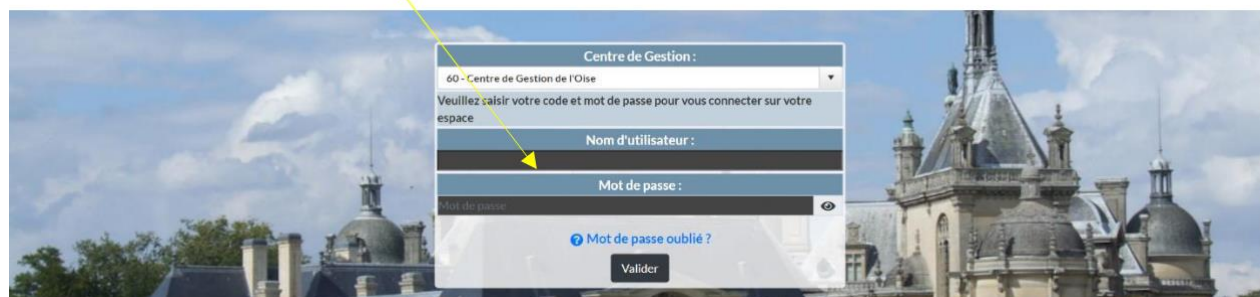 Centre de Gestion :
60 - Centre de Gestion de l'Oise
Veuillez saisir votre code et mot de passe pour vous connecter sur votre
espace
Nom d'utilisateur :
Mot de passe :
Mot de passe
Mot de passe oublié ?
Valider